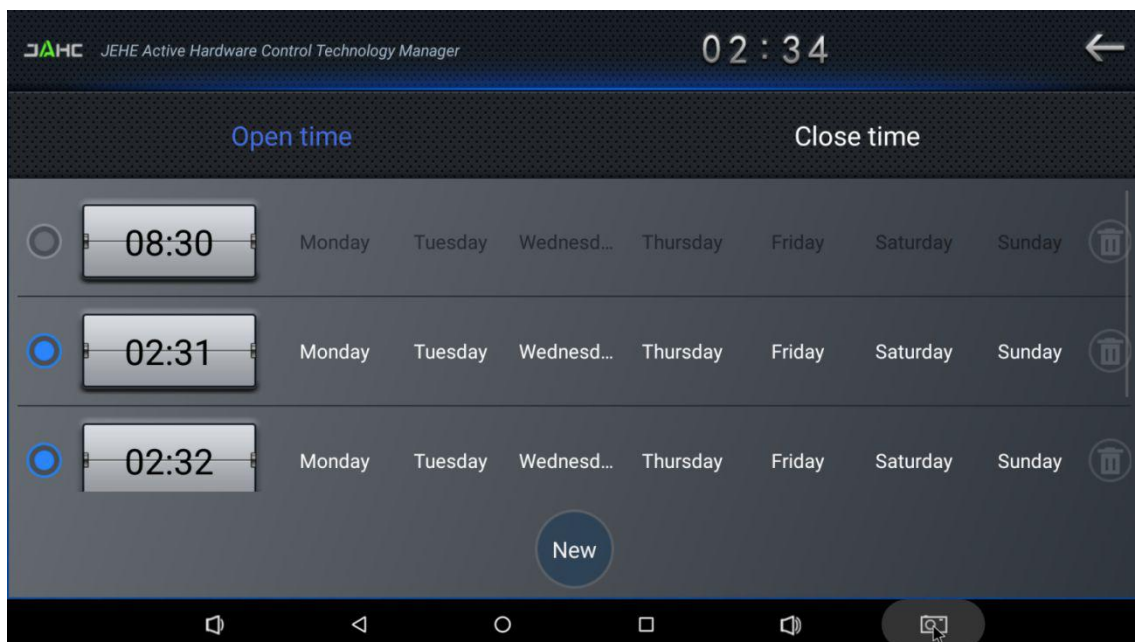 JAHC JEHE Active Hardware Control Technology Manager 02:34
Open time Close time
08:30 Monday Tuesday Wednesd... Thursday Friday Saturday Sunday
02:31 Monday Tuesday Wednesd... Thursday Friday Saturday Sunday
02:32 Monday Tuesday Wednesd... Thursday Friday Saturday Sunday
New